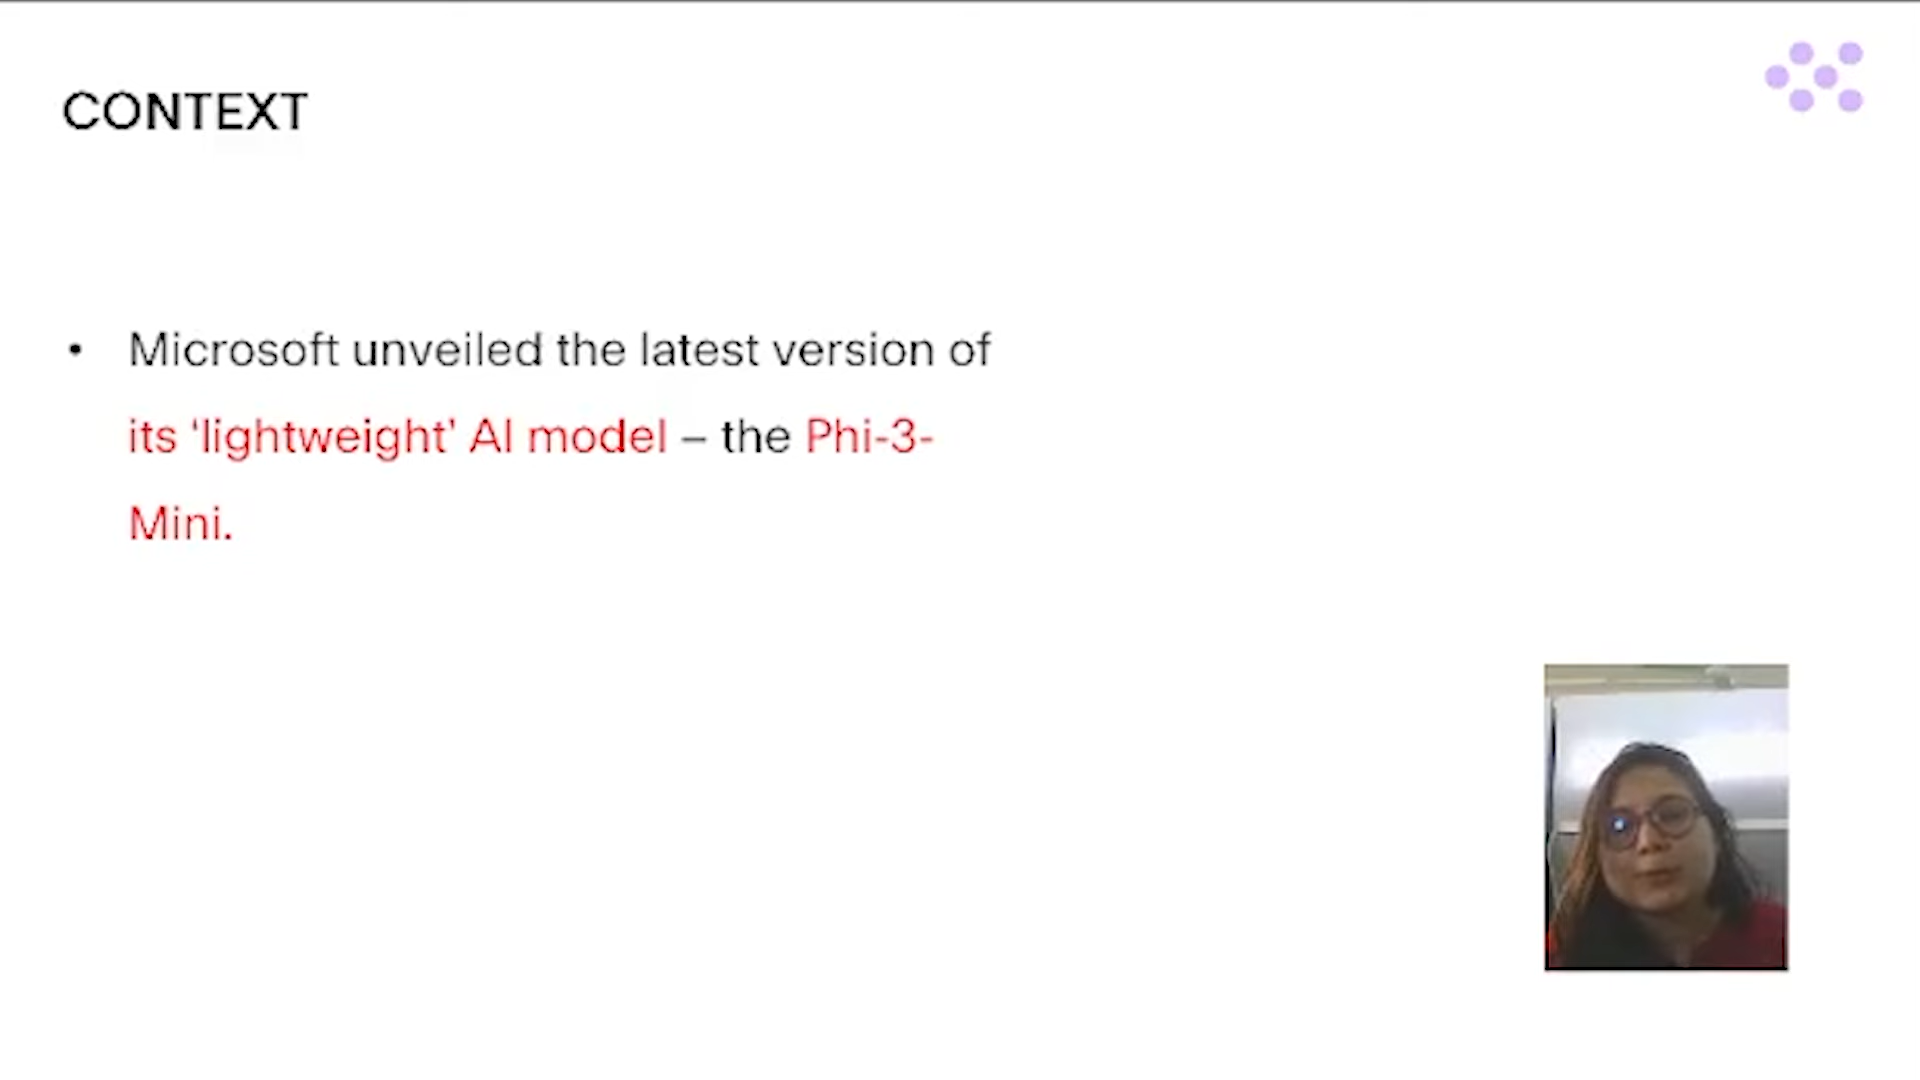 CONTEXT
• Microsoft unveiled the latest version of
its ‘lightweight’ AI model – the Phi-3-
Mini.